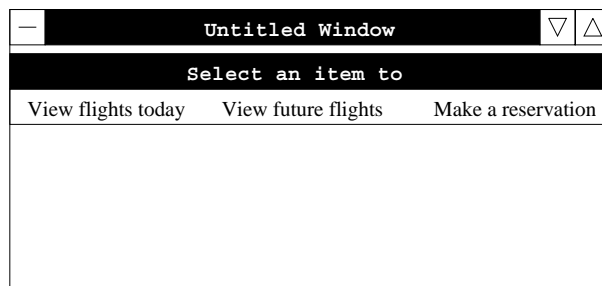 Untitled Window
Select an item to
View flights today View future flights Make a reservation